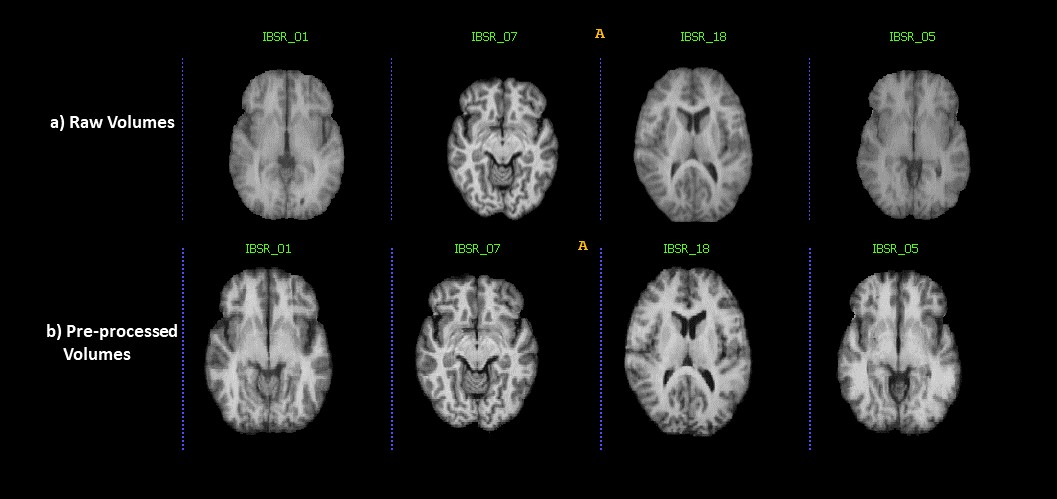 IBSR_01 IBSR_07 A IBSR_18 IBSR_05
a) Raw Volumes
IBSR_01 IBSR_07 A IBSR_18 IBSR_05
b) Pre-processed
Volumes